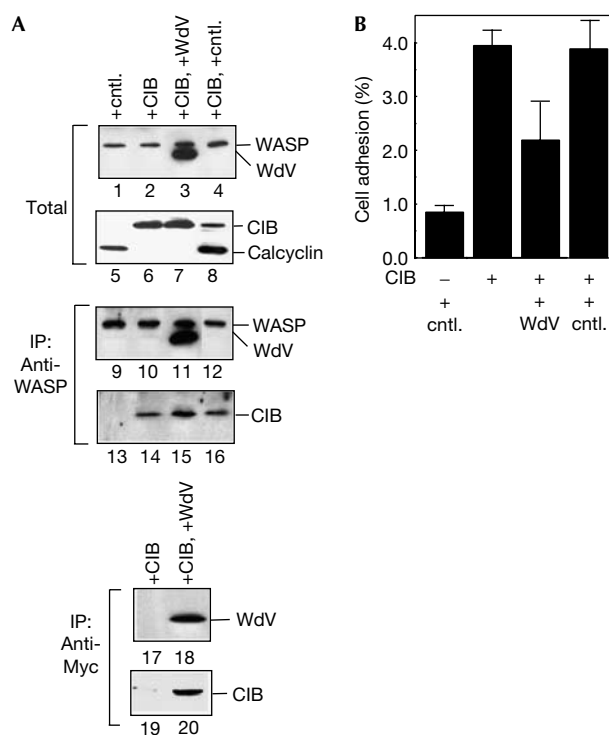 A
+cntl.
+CIB
+CIB, +WdV
+CIB, +cntl.
Total
WASP
WdV
1 2 3 4
CIB
Calcyclin
5 6 7 8
IP:
Anti-
WASP
WASP
WdV
9 10 11 12
CIB
13 14 15 16
+CIB
+CIB, +WdV
IP:
Anti-
Myc
WdV
17 18
CIB
19 20
B
Cell adhesion (%)
4.0
3.0
2.0
1.0
0.0
CIB – + + +
+ + +
cntl. WdV cntl.